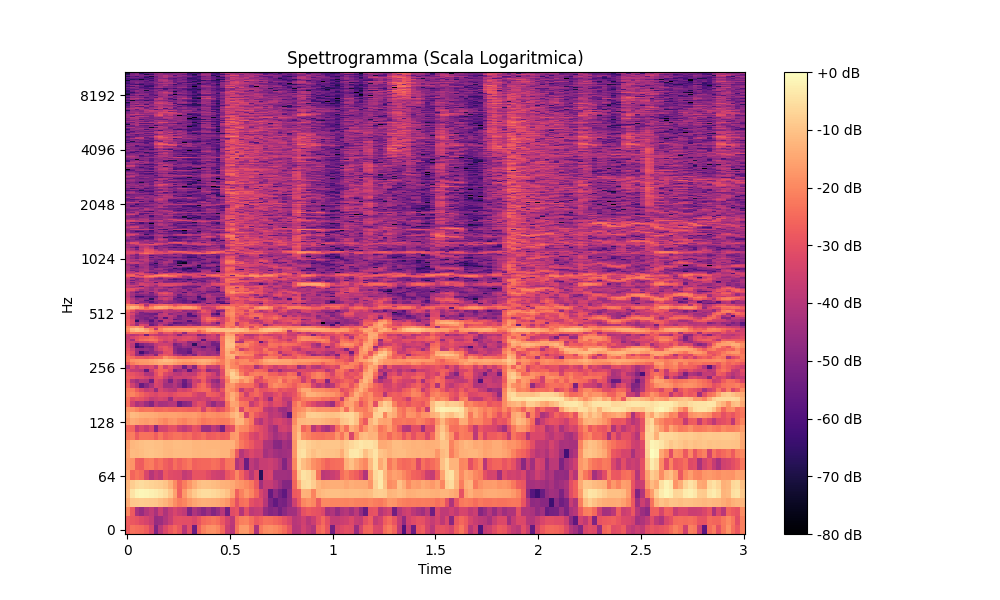 Spettrogramma (Scala Logaritmica)
8192
4096
2048
1024
512
256
128
64
0
Hz
0
0.5
1
1.5
2
2.5
3
Time
+0 dB
-10 dB
-20 dB
-30 dB
-40 dB
-50 dB
-60 dB
-70 dB
-80 dB